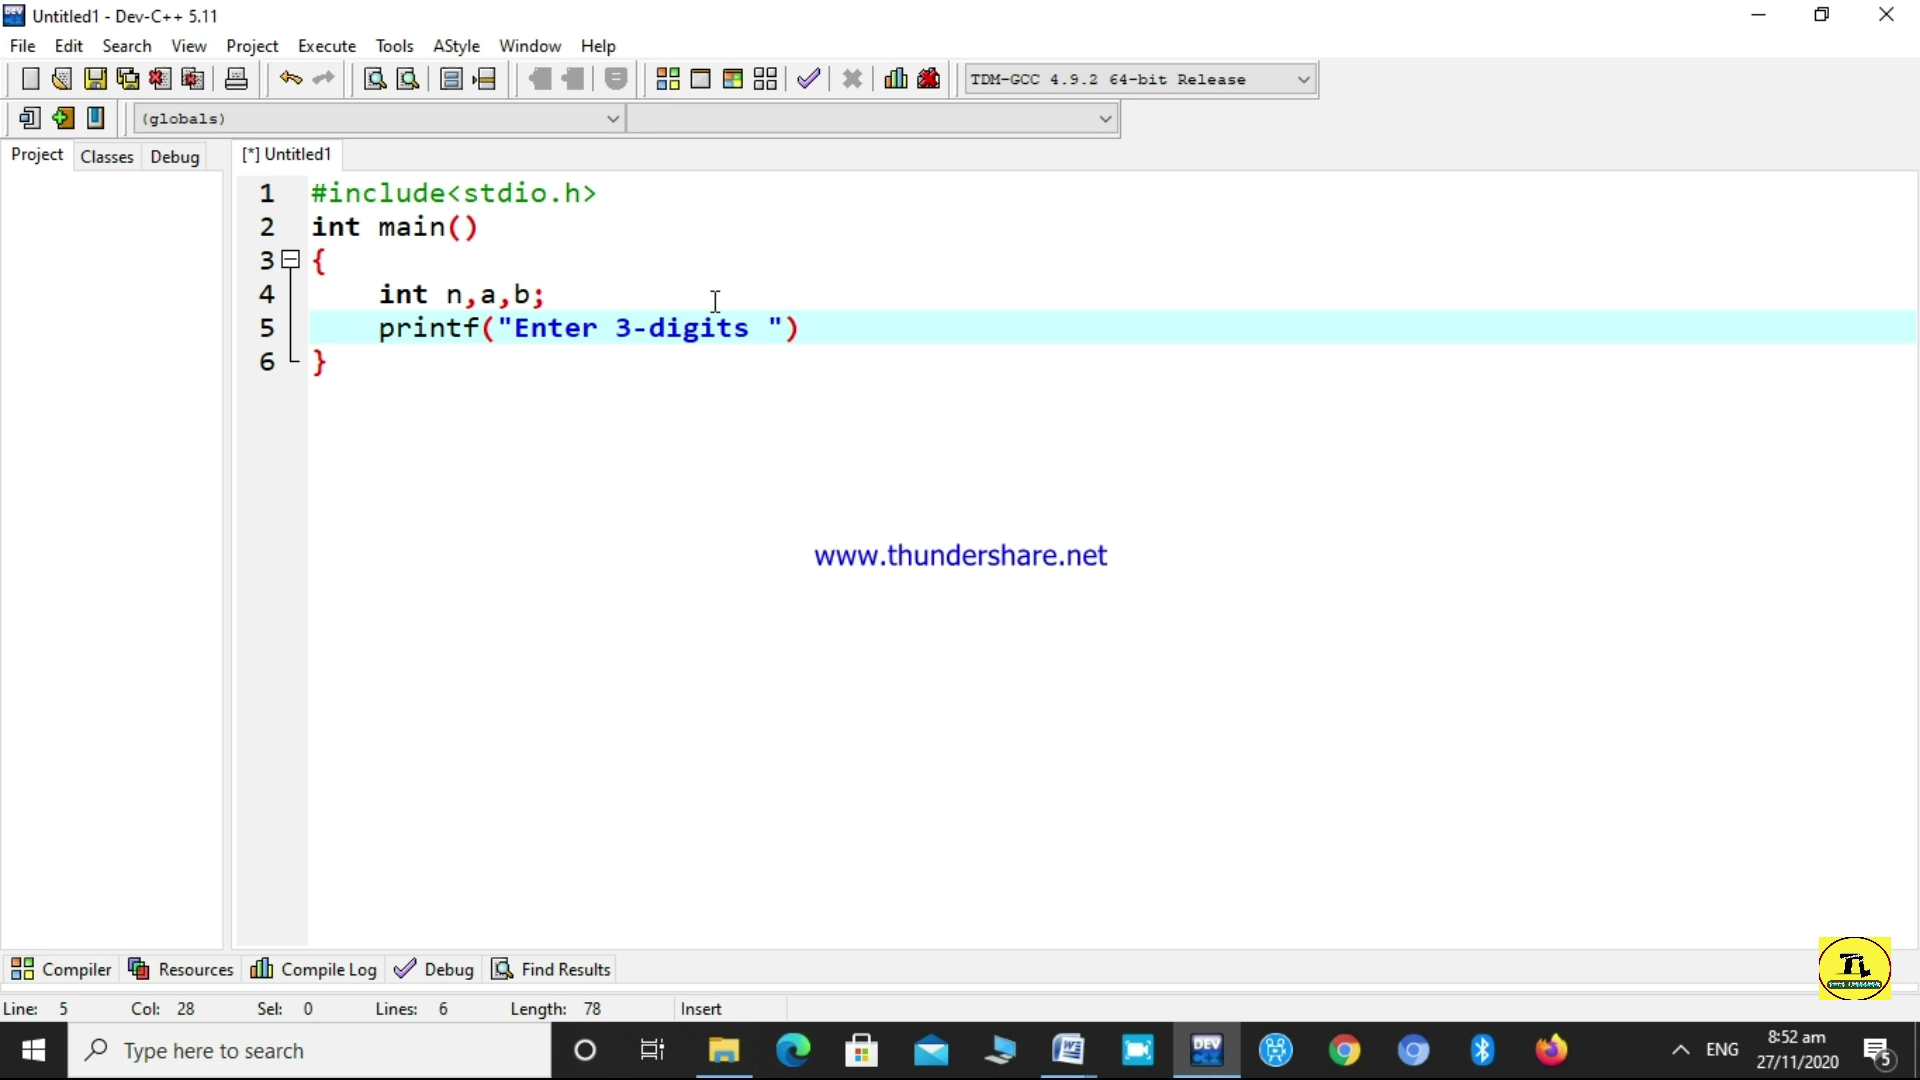 Untitled1 - Dev-C++ 5.11
File Edit Search View Project Execute Tools AStyle Window Help
TDM-GCC 4.9.2 64-bit Release
(globals)
Project Classes Debug [*] Untitled1
1 #include<stdio.h>
2 int main()
3 {
4 int n,a,b;
5 printf("Enter 3-digits ")
6 }
www.thundershare.net
TL
Compiler Resources Compile Log Debug Find Results
Line: 5 Col: 28 Sel: 0 Lines: 6 Length: 78 Insert
Type here to search
DEV
ENG
8:52 am
27/11/2020
5